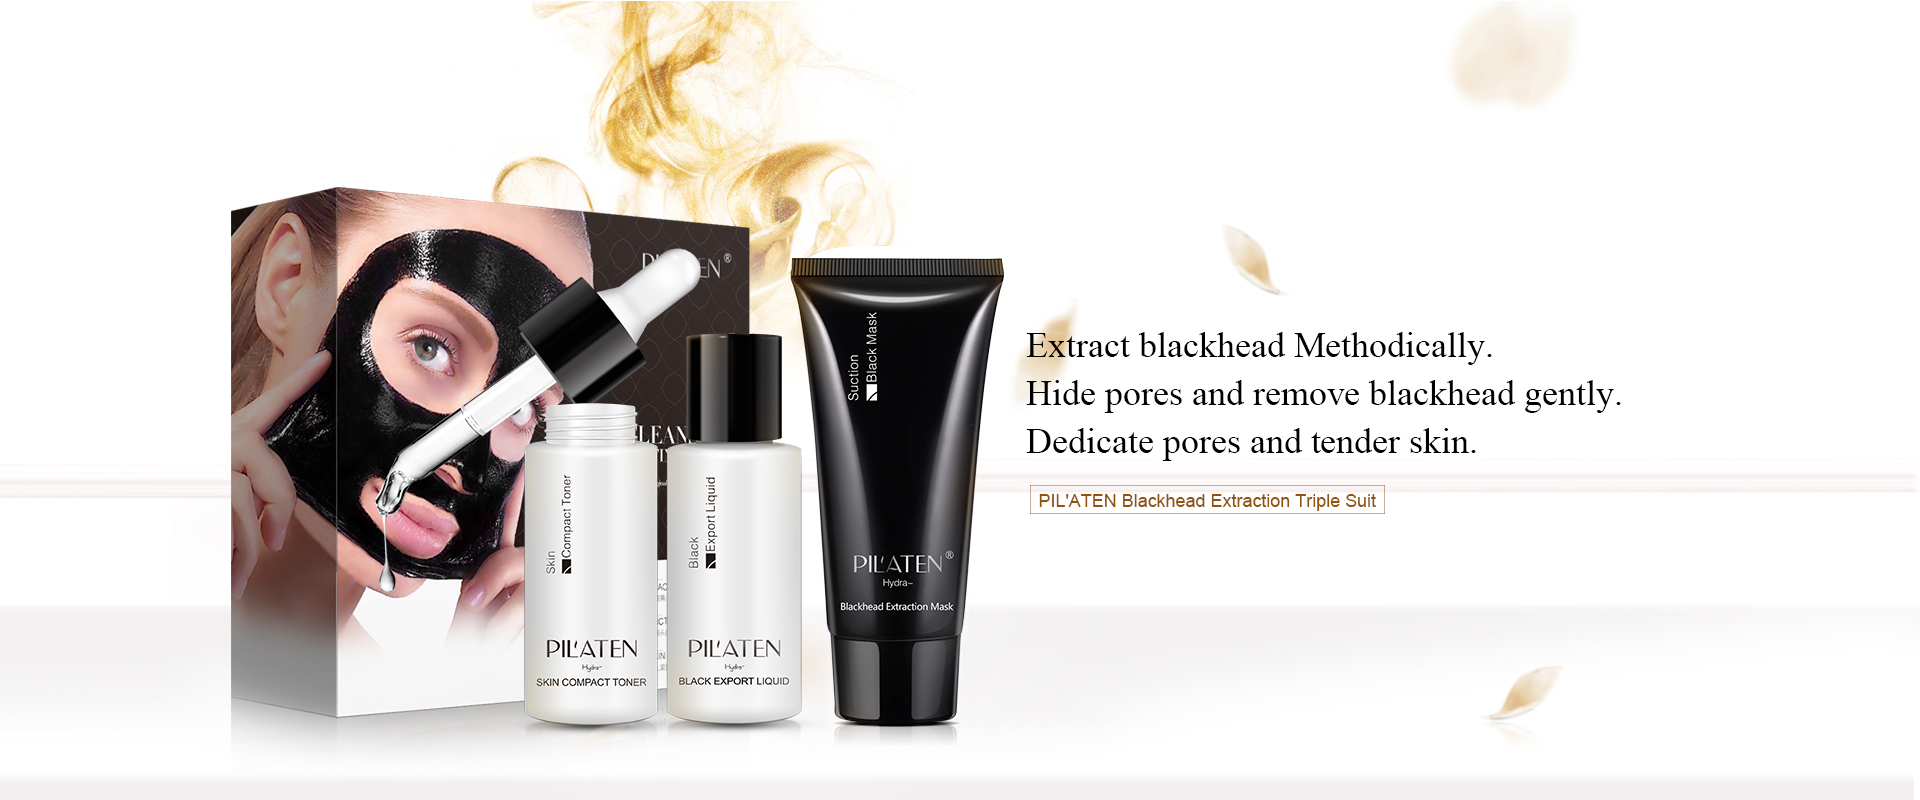 PIL'ATEN®
Skin
Compact Toner
PIL'ATEN
Hydra-
SKIN COMPACT TONER
Black
Export Liquid
PIL'ATEN
Hydra-
BLACK EXPORT LIQUID
Suction
Black Mask
PIL'ATEN®
Hydra-
Blackhead Extraction Mask
Extract blackhead Methodically.
Hide pores and remove blackhead gently.
Dedicate pores and tender skin.
PIL'ATEN Blackhead Extraction Triple Suit